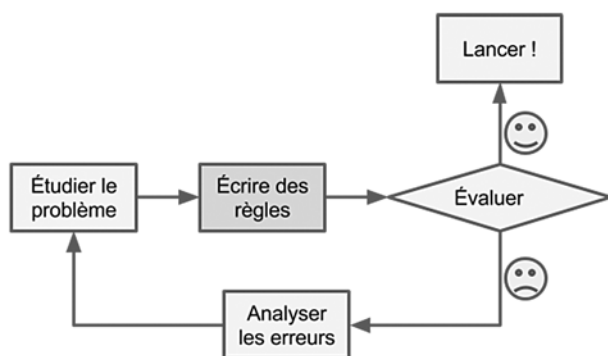 Lancer !
Étudier le
problème
Écrire des
règles
Évaluer
Analyser
les erreurs